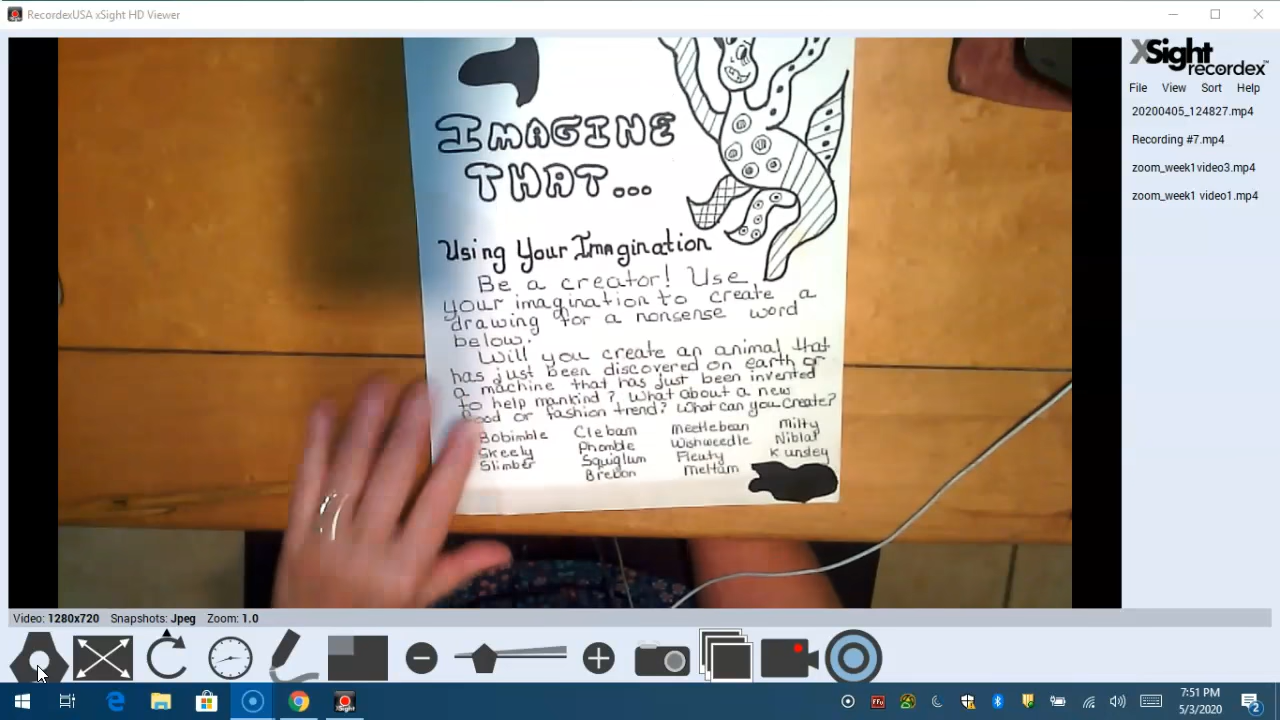 RecordexUSA xSight HD Viewer
XSight
recordex
File View Sort Help
20200405_124827.mp4
Recording #7.mp4
zoom_week1video3.mp4
zoom_week1 video1.mp4
IMAGINE
THAT...
Using Your Imagination
Be a creator! Use
your imagination to create a
drawing for a nonsense word
below.
Will you create an animal that
has just been discovered on earth or
a machine that has just been invented
to help mankind? What about a new
food or fashion trend? What can you create?
Bobimble Clebam Meetlebean Milty
Skeely Phomble Wishweedle Niblat
Slimber Squiglum Fleuty Kunsley
Brebon Meltam
Video: 1280x720 Snapshots: Jpeg Zoom: 1.0
xSight
7:51 PM
5/3/2020
2